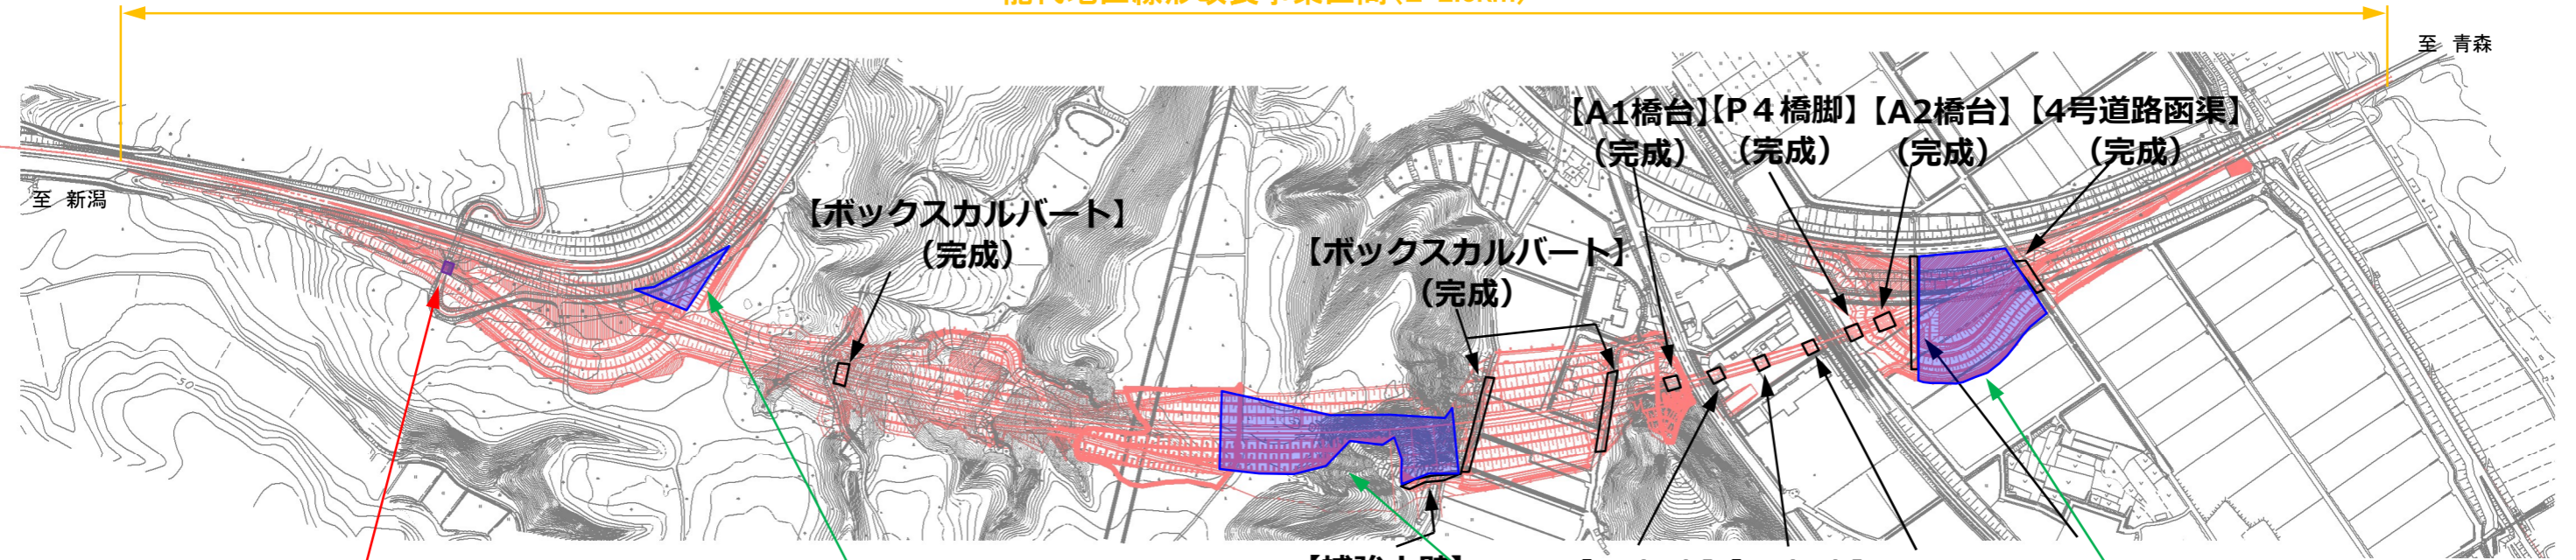 至 青森
【A1橋台】【P4橋脚】【A2橋台】【4号道路函渠】
（完成） （完成） （完成） （完成）
至 新潟
【ボックスカルバート】
（完成）
【ボックスカルバート】
（完成）
50